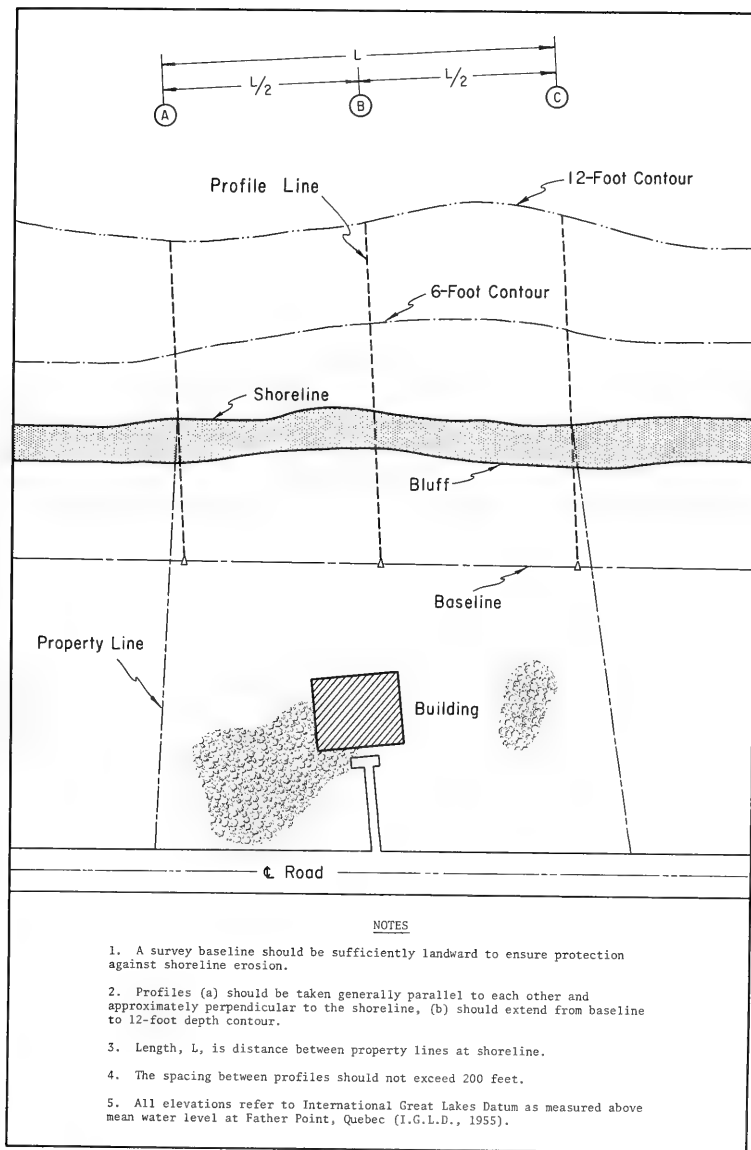 L
L/2 L/2
A B C
12-Foot Contour
Profile Line
6-Foot Contour
Shoreline
Bluff
Baseline
Property Line
Building
℄ Road
NOTES
1. A survey baseline should be sufficiently landward to ensure protection
against shoreline erosion.
2. Profiles (a) should be taken generally parallel to each other and
approximately perpendicular to the shoreline, (b) should extend from baseline
to 12-foot depth contour.
3. Length, L, is distance between property lines at shoreline.
4. The spacing between profiles should not exceed 200 feet.
5. All elevations refer to International Great Lakes Datum as measured above
mean water level at Father Point, Quebec (I.G.L.D., 1955).